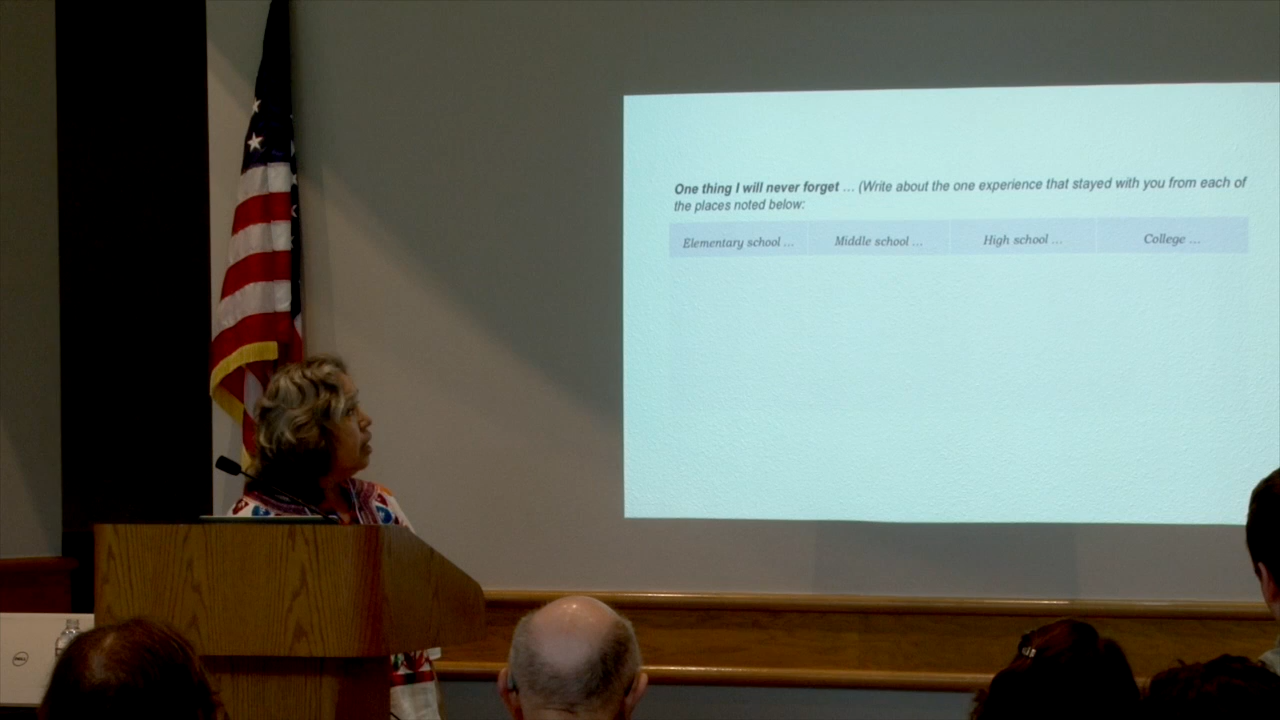 One thing I will never forget ... (Write about the one experience that stayed with you from each of
the places noted below:
Elementary school ...
Middle school ...
High school ...
College ...
DELL